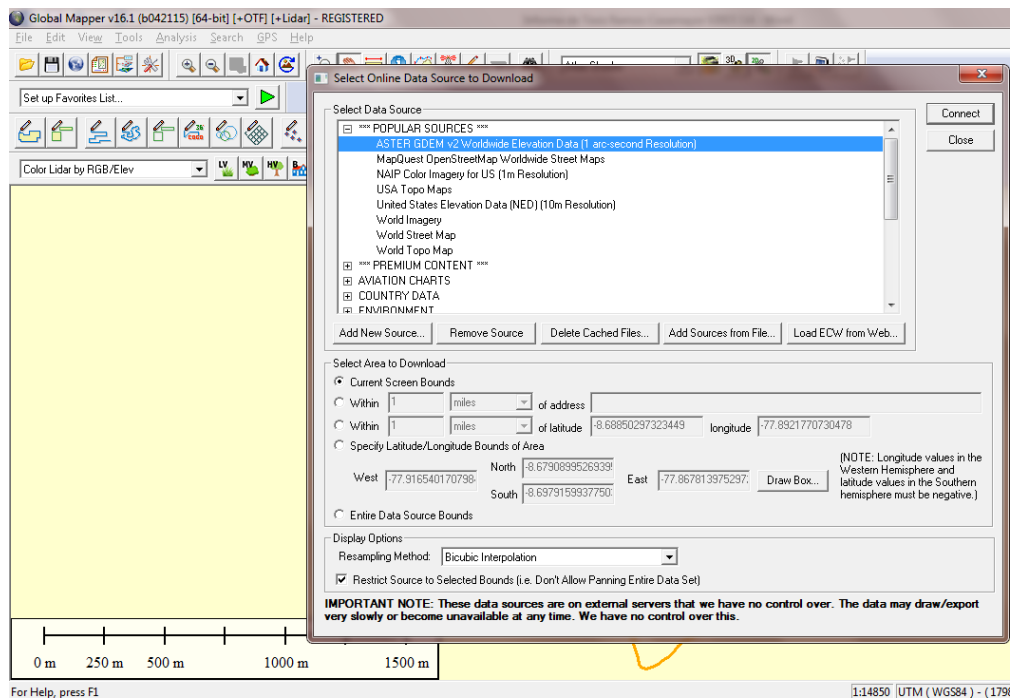 Global Mapper v16.1 (b042115) [64-bit] [+OTF] [+Lidar] - REGISTERED
File Edit View Tools Analysis Search GPS Help
Set up Favorites List...
Color Lidar by RGB/Elev
Select Online Data Source to Download
Select Data Source
*** POPULAR SOURCES ***
ASTER GDEM v2 Worldwide Elevation Data (1 arc-second Resolution)
MapQuest OpenStreetMap Worldwide Street Maps
NAIP Color Imagery for US (1m Resolution)
USA Topo Maps
United States Elevation Data (NED) (10m Resolution)
World Imagery
World Street Map
World Topo Map
*** PREMIUM CONTENT ***
AVIATION CHARTS
COUNTRY DATA
ENVIRONMENT
Connect
Close
Add New Source... Remove Source Delete Cached Files... Add Sources from File... Load ECW from Web...
Select Area to Download
Current Screen Bounds
Within 1 miles of address
Within 1 miles of latitude -8.68850297323449 longitude -77.8921770730478
Specify Latitude/Longitude Bounds of Area
North -8.6790899526939
West -77.916540170798 East -77.867813975297 Draw Box...
South -8.6979159937750
(NOTE: Longitude values in the
Western Hemisphere and
latitude values in the Southern
hemisphere must be negative.)
Entire Data Source Bounds
Display Options
Resampling Method: Bicubic Interpolation
Restrict Source to Selected Bounds (i.e. Don't Allow Panning Entire Data Set)
IMPORTANT NOTE: These data sources are on external servers that we have no control over. The data may draw/export
very slowly or become unavailable at any time. We have no control over this.
0 m 250 m 500 m 1000 m 1500 m
For Help, press F1
1:14850 UTM ( WGS84 ) - ( 1798